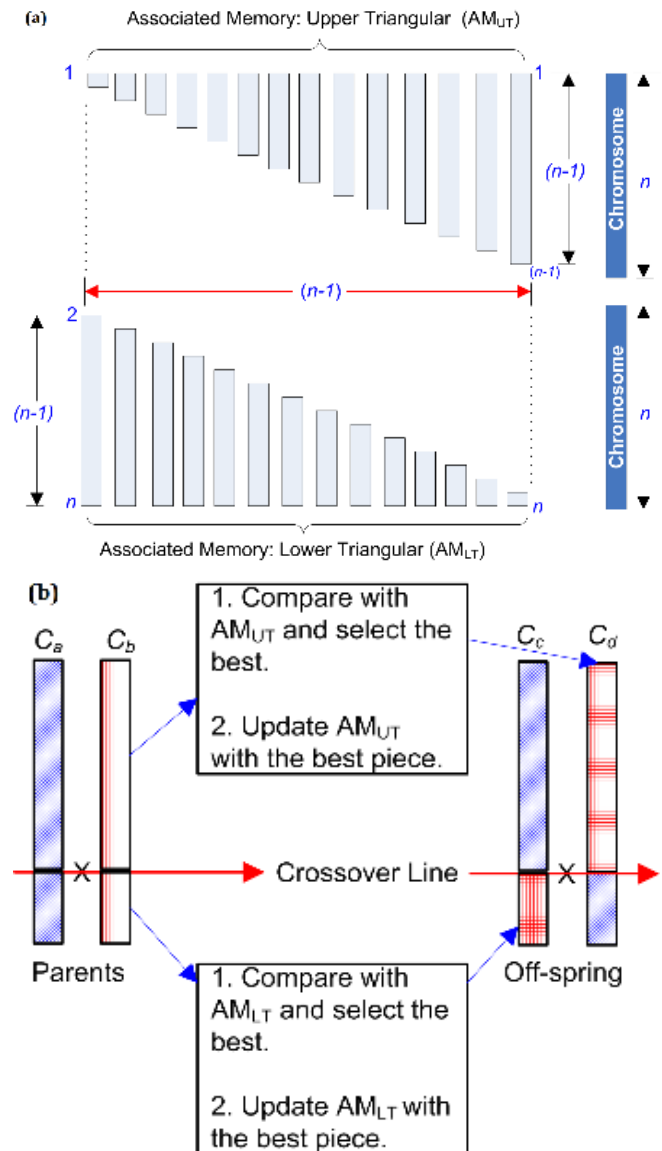 (a)
Associated Memory: Upper Triangular (AMUT)
1
1
(n-1)
Chromosome
n
(n-1)
(n-1)
2
(n-1)
Chromosome
n
n
n
Associated Memory: Lower Triangular (AMLT)
(b)
Ca
Cb
1. Compare with
AMUT and select the
best.
2. Update AMUT
with the best piece.
Cc
Cd
X
Crossover Line
X
Parents
1. Compare with
AMLT and select the
best.
2. Update AMLT with
the best piece.
Off-spring